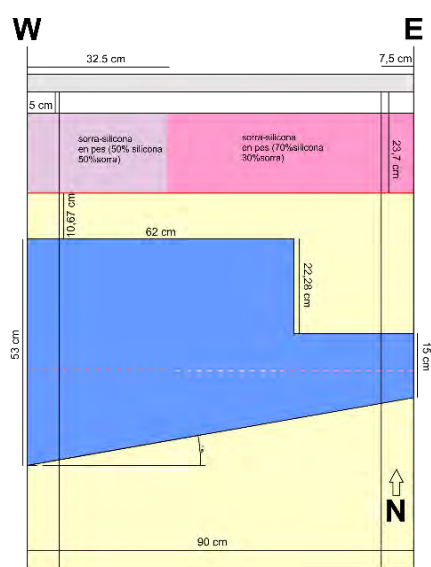 W
E
32.5 cm
7,5 cm
5 cm
sorra-silicona
en pes (50% silicona
50%sorra)
sorra-silicona
en pes (70%silicona
30%sorra)
23,7 cm
10,67 cm
62 cm
22,28 cm
53 cm
15 cm
N
90 cm